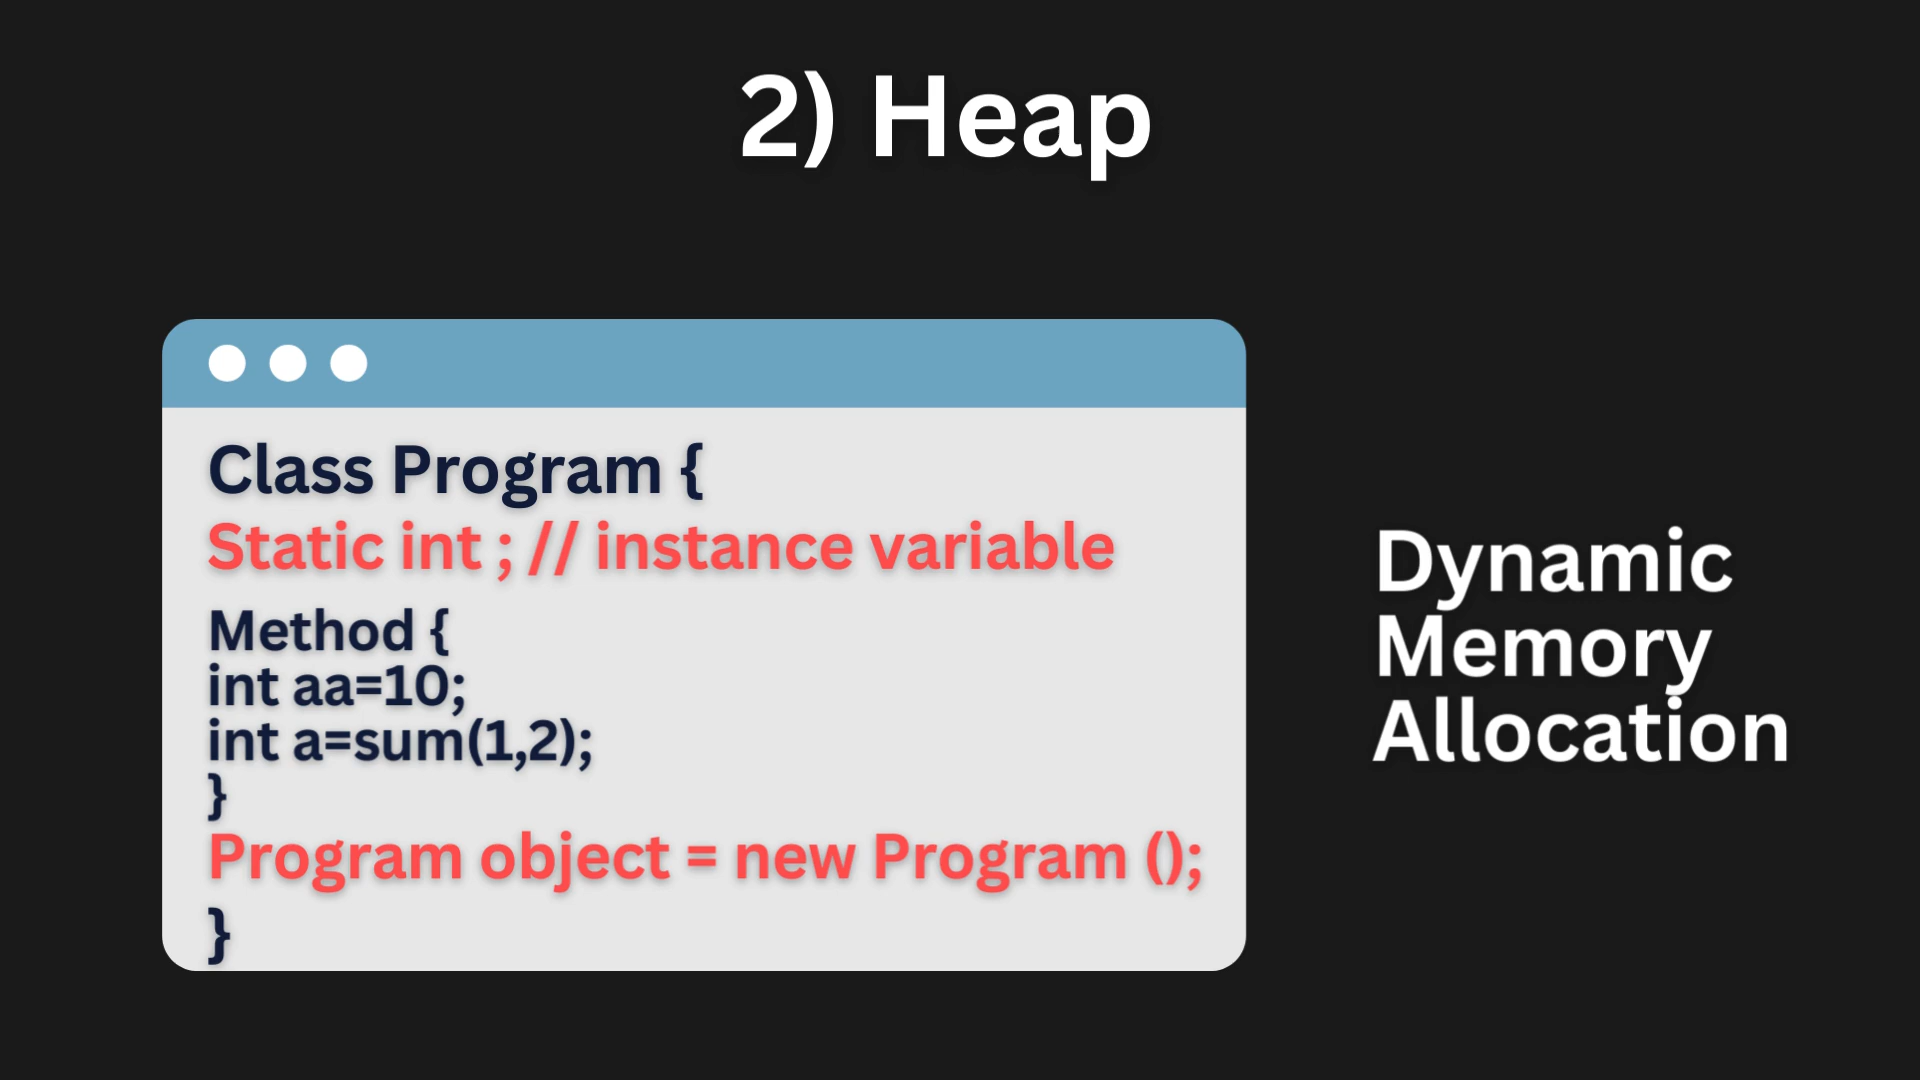 2) Heap
Class Program {
Static int ; // instance variable
Method {
int aa=10;
int a=sum(1,2);
}
Program object = new Program ();
}
Dynamic
Memory
Allocation